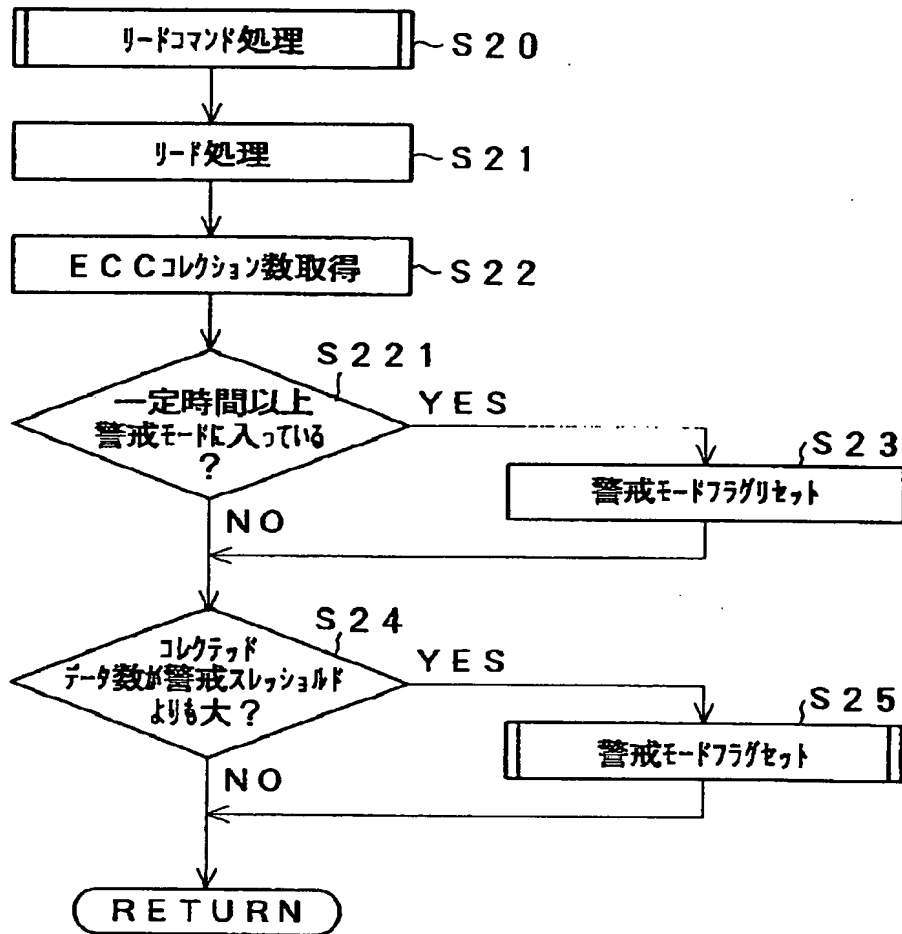 リードコマンド処理
S20
リード処理
S21
ECCコレクション数取得
S22
S221
一定時間以上
警戒モードに入っている
?
YES
S23
警戒モードフラグリセット
NO
S24
コレクテッド
データ数が警戒スレッショルド
よりも大?
YES
S25
警戒モードフラグセット
NO
RETURN